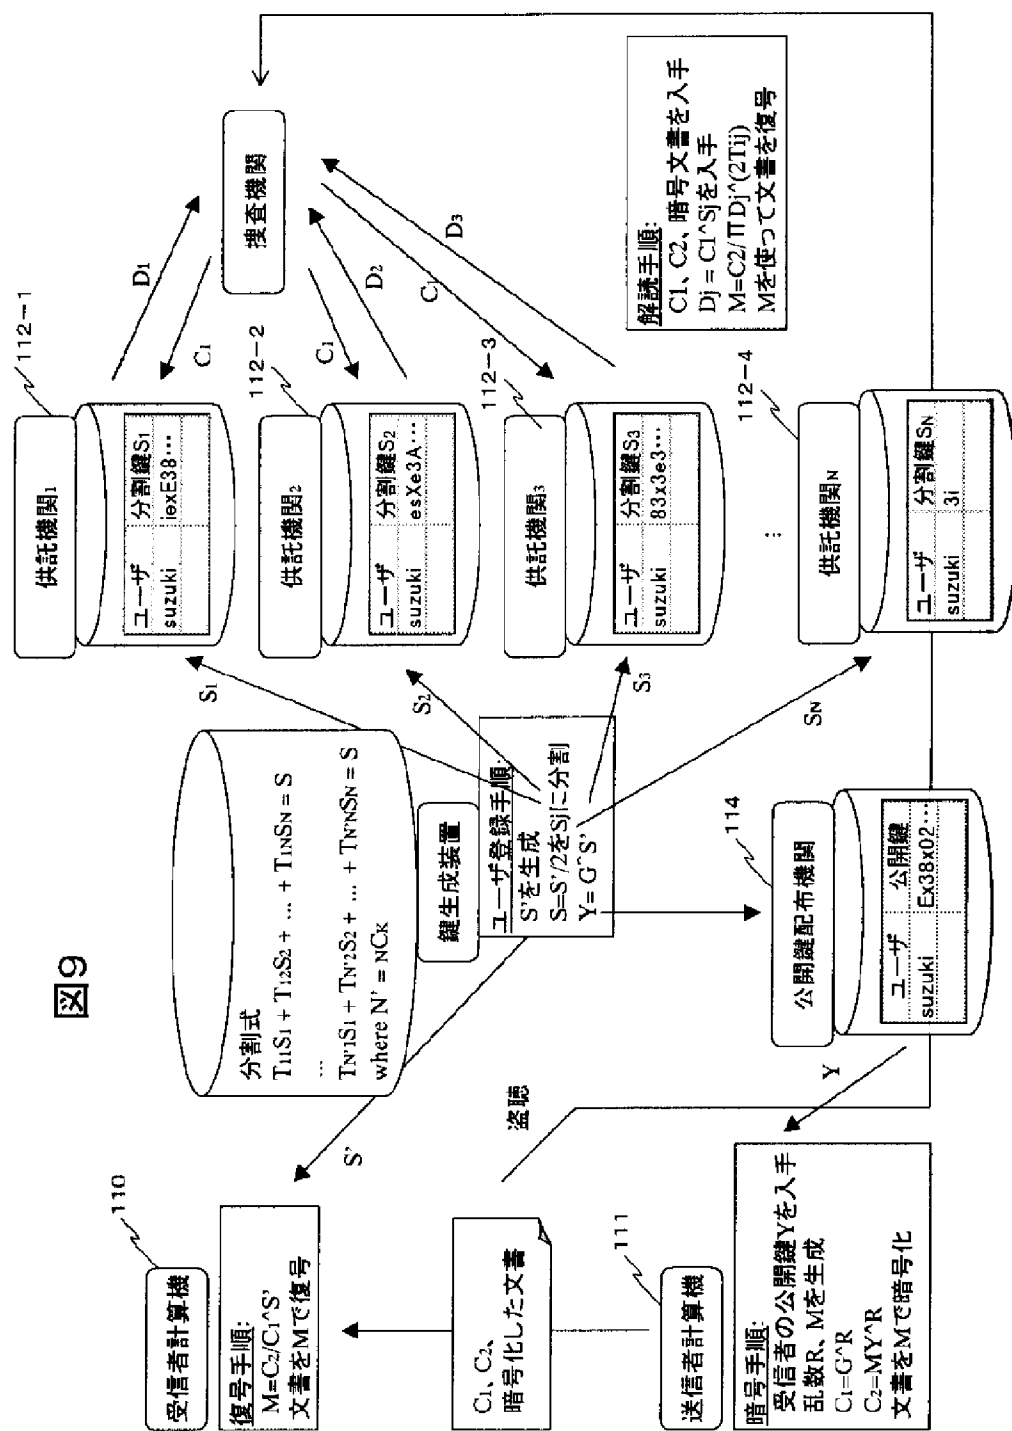 図9
受信者計算機
110
復号手順:
M=C2/C1^S'
文書をMで復号
C1、C2、
暗号化した文書
送信者計算機
111
暗号手順:
受信者の公開鍵Yを入手
乱数R、Mを生成
C1=G^R
C2=MY^R
文書をMで暗号化
S'
盗聴
Y
分割式
T11S1 + T12S2 + ... + T1NSN = S
...
TN'1S1 + TN'2S2 + ... + TN'NSN = S
where N' = NCK
鍵生成装置
ユーザ登録手順:
S'を生成
S=S'/2をSjに分割
Y= G^S'
公開鍵配布機関
114
ユーザ 公開鍵
suzuki Ex38x02…
S1
S2
S3
SN
供託機関1
112-1
ユーザ 分割鍵S1
suzuki iexE38…
供託機関2
112-2
ユーザ 分割鍵S2
suzuki esXe3A…
供託機関3
112-3
ユーザ 分割鍵S3
suzuki 83x3e3…
…
供託機関N
112-4
ユーザ 分割鍵SN
suzuki 3i
D1
C1
C1
D2
C1
D3
捜査機関
解読手順:
C1、C2、暗号文書を入手
Dj = C1^Sjを入手
M=C2/ΠDj^(2Tij)
Mを使って文書を復号